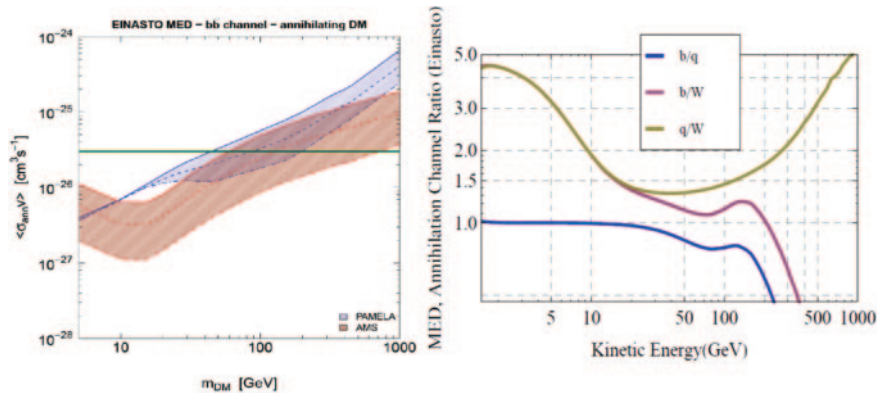 EINASTO MED – bb channel – annihilating DM
10⁻²⁴
10⁻²⁵
10⁻²⁶
10⁻²⁷
10⁻²⁸
<σannv> [cm³s⁻¹]
10
100
1000
mDM [GeV]
PAMELA
AMS
MED, Annihilation Channel Ratio (Einasto)
5.0
3.0
2.0
1.5
1.0
b/q
b/W
q/W
5
10
50
100
500
1000
Kinetic Energy(GeV)